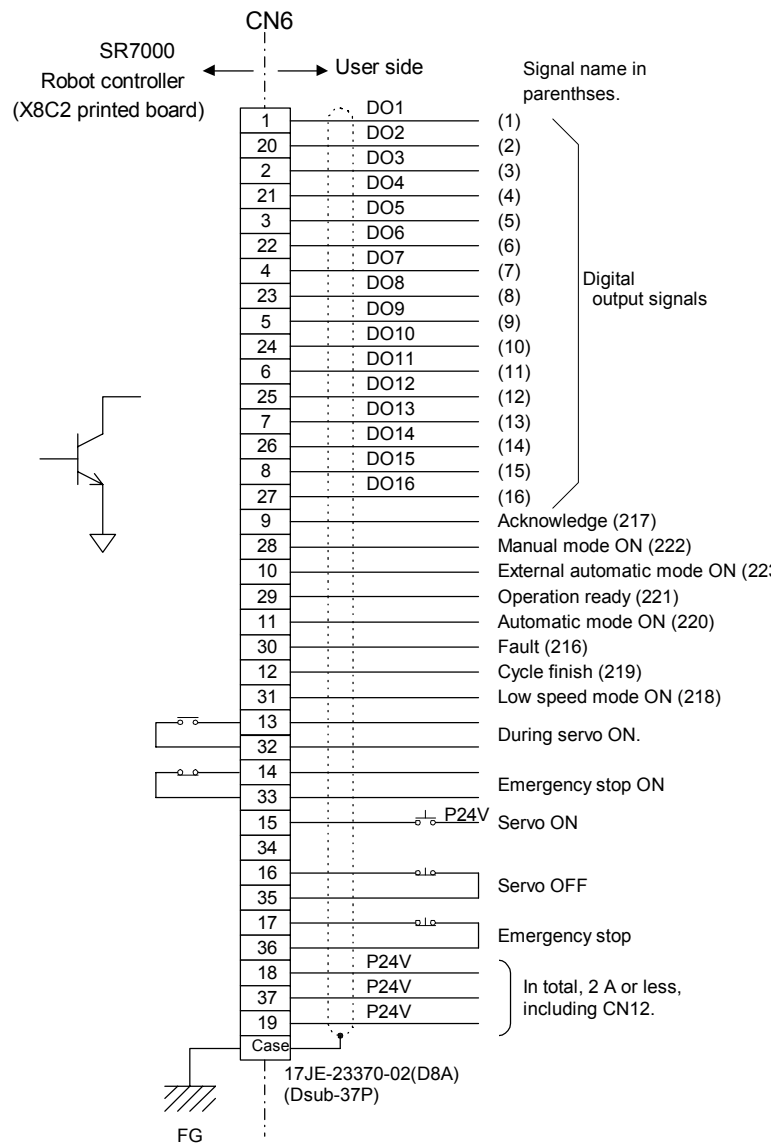 CN6
SR7000
Robot controller
(X8C2 printed board)
User side
Signal name in
parenthses.
1 DO1 (1)
20 DO2 (2)
2 DO3 (3)
21 DO4 (4)
3 DO5 (5)
22 DO6 (6)
4 DO7 (7)
23 DO8 (8)
5 DO9 (9)
24 DO10 (10)
6 DO11 (11)
25 DO12 (12)
7 DO13 (13)
26 DO14 (14)
8 DO15 (15)
27 DO16 (16)
Digital
output signals
9 Acknowledge (217)
28 Manual mode ON (222)
10 External automatic mode ON (223
29 Operation ready (221)
11 Automatic mode ON (220)
30 Fault (216)
12 Cycle finish (219)
31 Low speed mode ON (218)
13
During servo ON.
32
14
Emergency stop ON
33
15 P24V Servo ON
34
16
Servo OFF
35
17
Emergency stop
36
18 P24V
37 P24V
19 P24V
In total, 2 A or less,
including CN12.
Case
17JE-23370-02(D8A)
(Dsub-37P)
FG